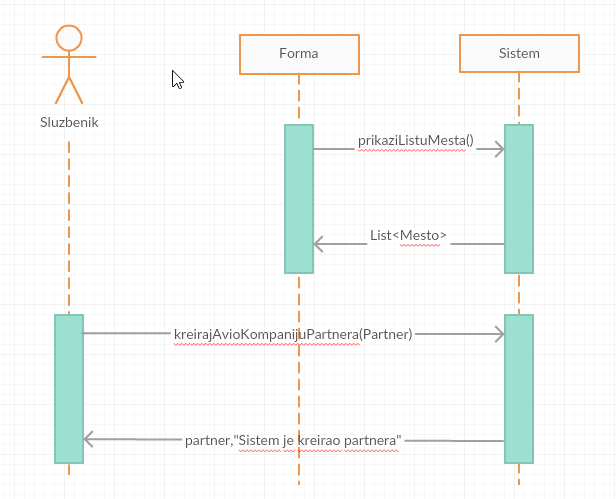 Forma
Sistem
Sluzbenik
prikaziListuMesta()
List<Mesto>
kreirajAvioKompanijuPartnera(Partner)
partner,"Sistem je kreirao partnera"